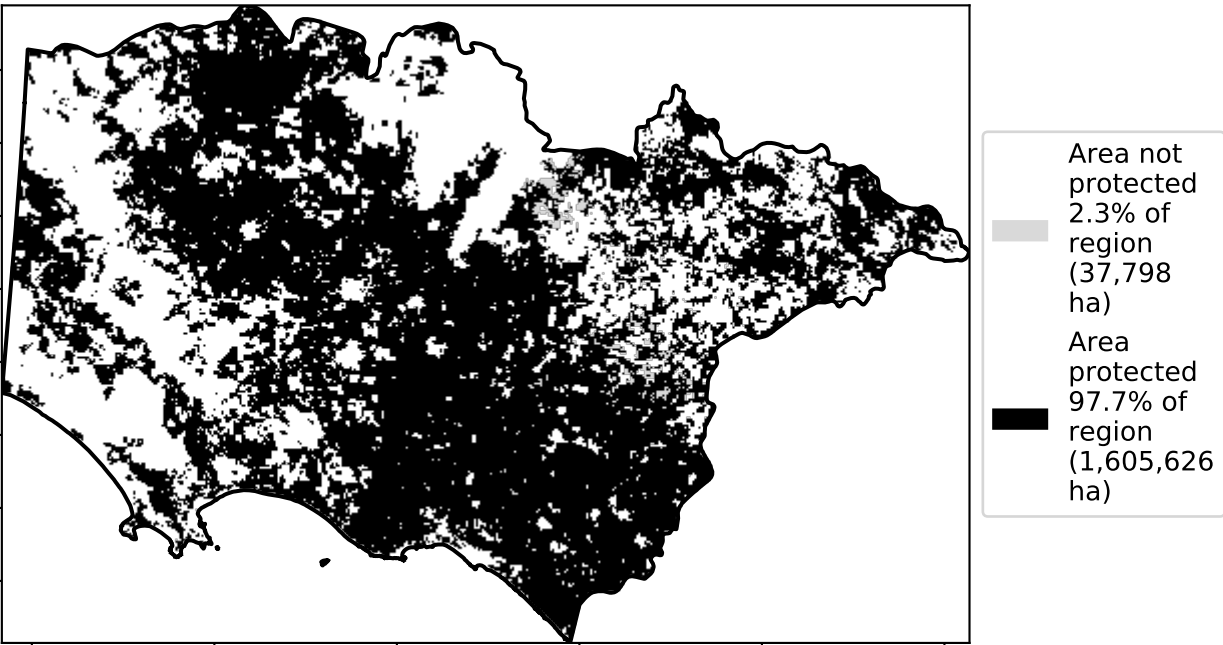 Area not
protected
2.3% of
region
(37,798
ha)
Area
protected
97.7% of
region
(1,605,626
ha)